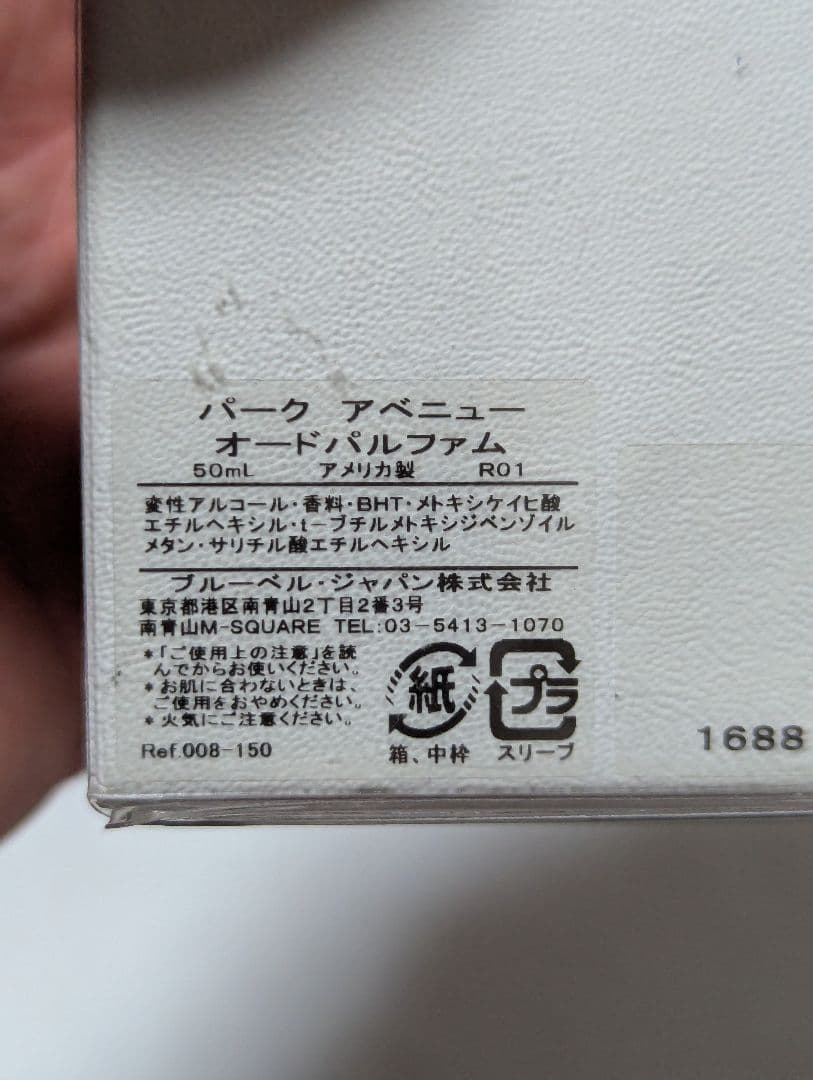 パーク アベニュー
オードパルファム
50mL アメリカ製 R01
変性アルコール・香料・BHT・メトキシケイヒ酸
エチルヘキシル・t-ブチルメトキシジベンゾイル
メタン・サリチル酸エチルヘキシル
ブルーベル・ジャパン株式会社
東京都港区南青山2丁目2番3号
南青山M-SQUARE TEL:03-5413-1070
*「ご使用上の注意」を読
んでからお使いください。
*お肌に合わないときは、
ご使用をおやめください。
*火気にご注意ください。
紙
プラ
Ref.008-150
箱、中枠 スリーブ
1688